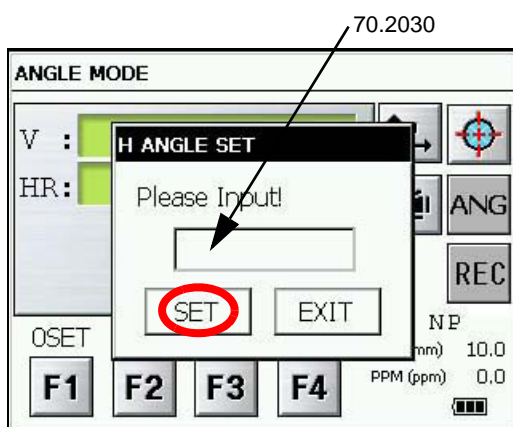 70.2030
ANGLE MODE
V :
H ANGLE SET
HR:
Please Input!
ANG
REC
SET EXIT
NP
OSET
mm) 10.0
F1 F2 F3 F4
PPM (ppm) 0.0